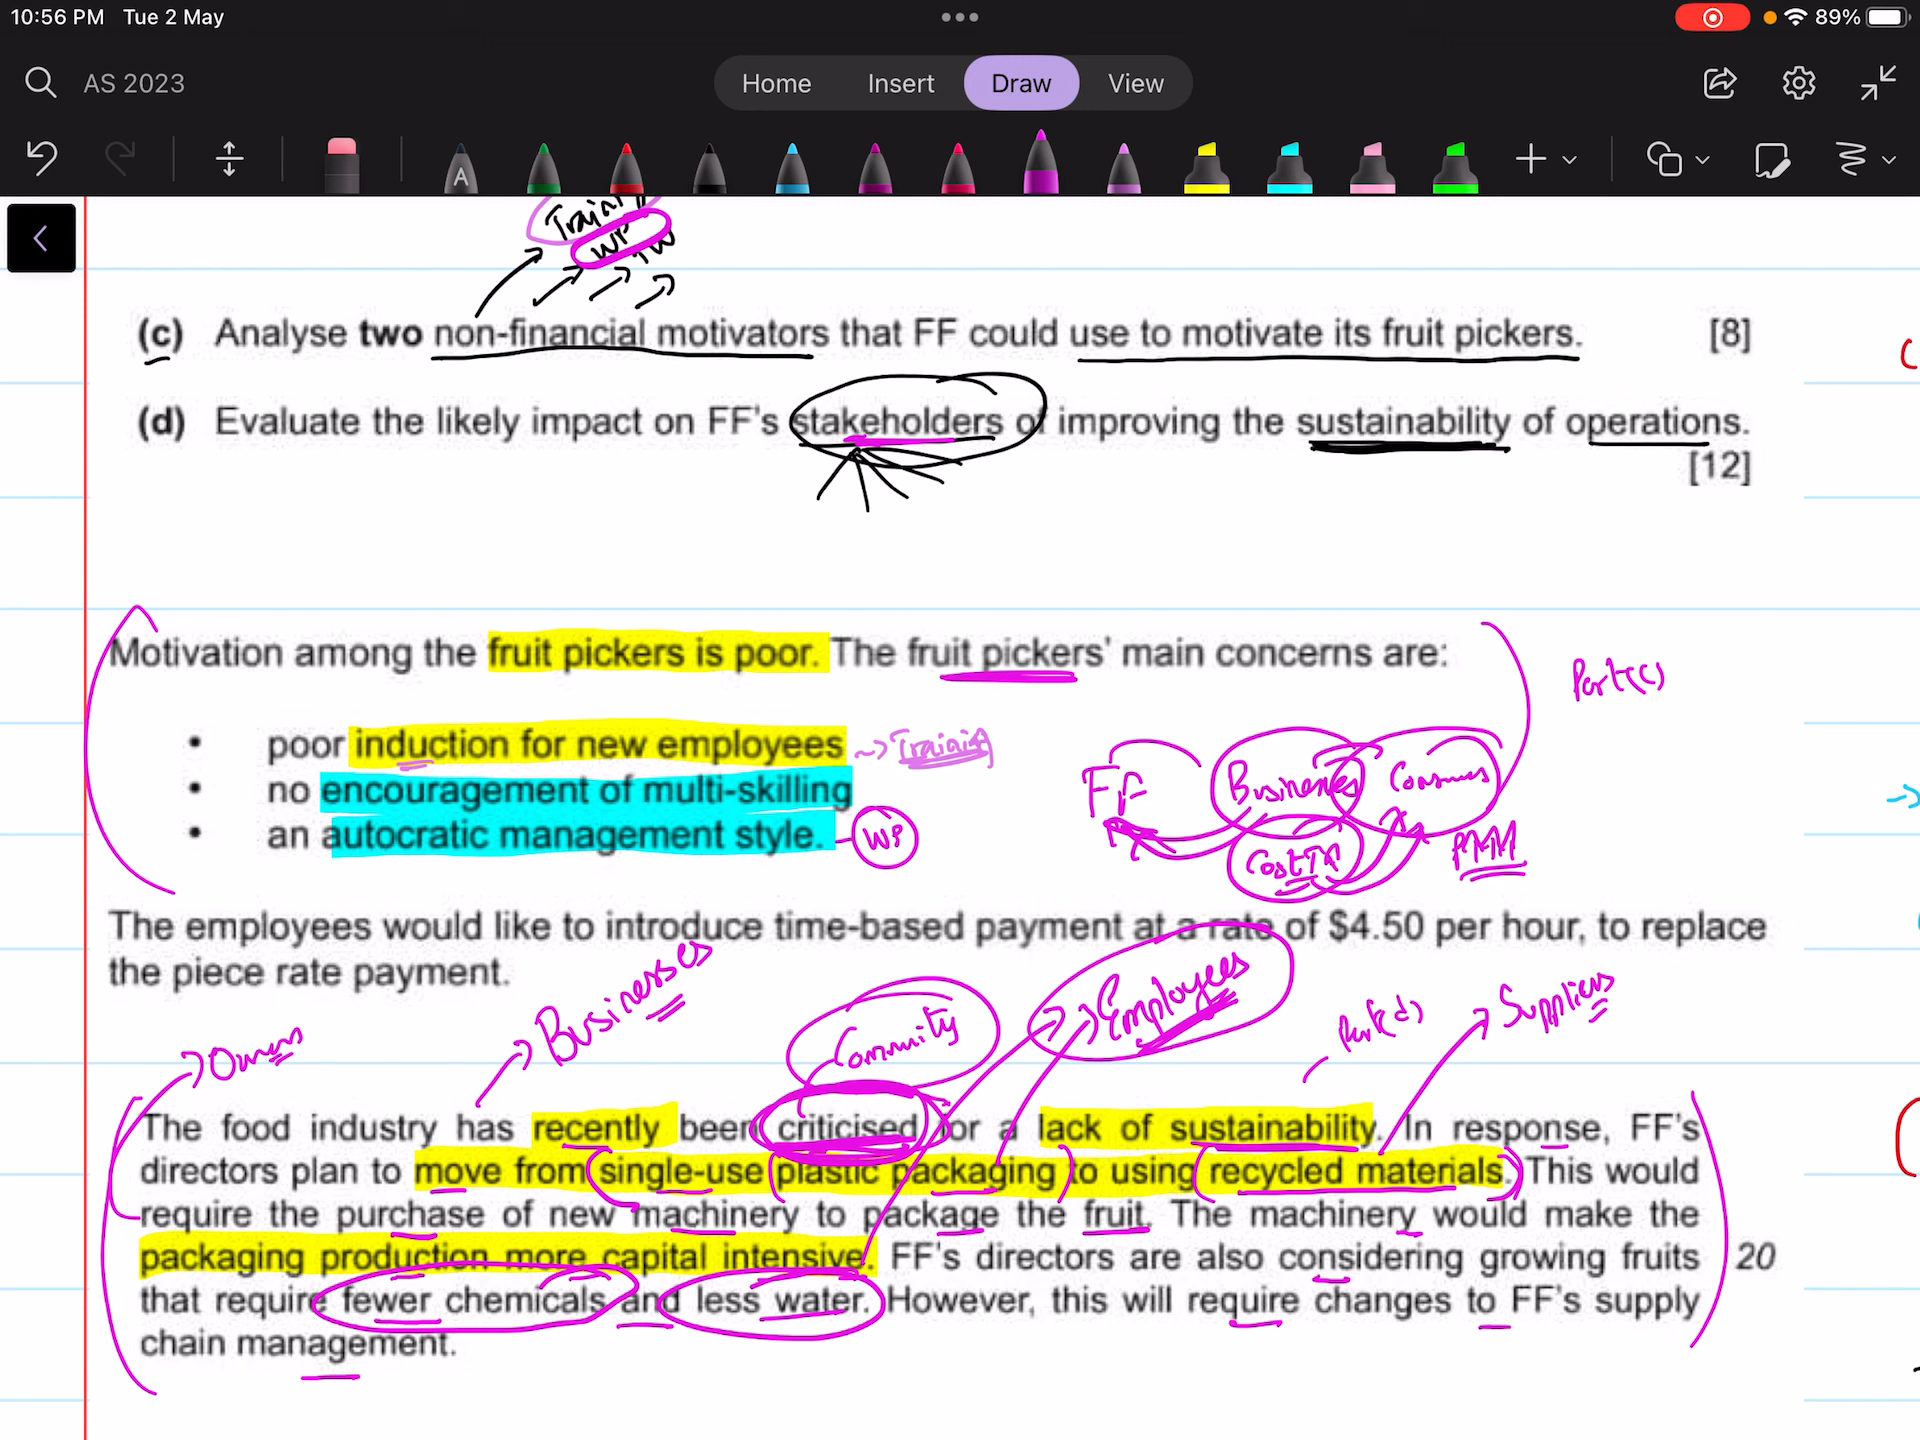 10:56 PM Tue 2 May
89%
AS 2023
Home Insert Draw View
A
Training
WP
(c) Analyse two non-financial motivators that FF could use to motivate its fruit pickers. [8]
(d) Evaluate the likely impact on FF's stakeholders of improving the sustainability of operations.
[12]
Motivation among the fruit pickers is poor. The fruit pickers' main concerns are:
Part(c)
• poor induction for new employees → Training
• no encouragement of multi-skilling
• an autocratic management style. WP
FF Businesses Consumers
Cost
The employees would like to introduce time-based payment at a rate of $4.50 per hour, to replace
the piece rate payment.
Owners Businesses Community Employees Part(d) Suppliers
The food industry has recently been criticised for a lack of sustainability. In response, FF's
directors plan to move from single-use plastic packaging to using recycled materials. This would
require the purchase of new machinery to package the fruit. The machinery would make the
packaging production more capital intensive. FF's directors are also considering growing fruits 20
that require fewer chemicals and less water. However, this will require changes to FF's supply
chain management.